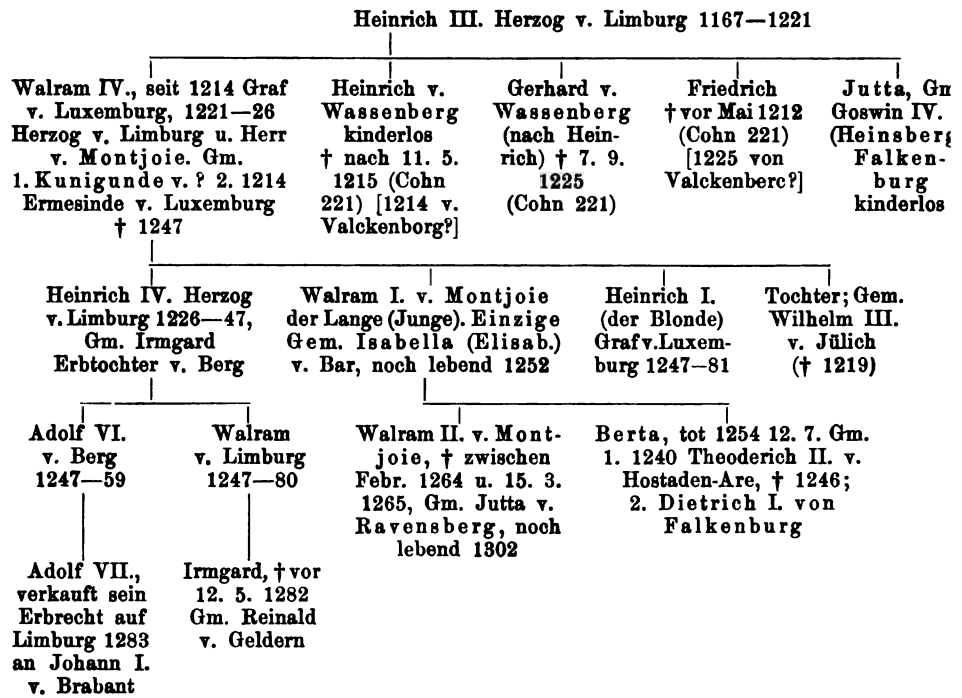 Heinrich III. Herzog v. Limburg 1167—1221
Walram IV., seit 1214 Graf
v. Luxemburg, 1221—26
Herzog v. Limburg u. Herr
v. Montjoie. Gm.
1. Kunigunde v. ? 2. 1214
Ermesinde v. Luxemburg
† 1247
Heinrich v.
Wassenberg
kinderlos
† nach 11. 5.
1215 (Cohn
221) [1214 v.
Valckenborg?]
Gerhard v.
Wassenberg
(nach Hein-
rich) † 7. 9.
1225
(Cohn 221)
Friedrich
† vor Mai 1212
(Cohn 221)
[1225 von
Valckenberc?]
Jutta, Gm
Goswin IV.
(Heinsberg
Falken-
burg
kinderlos
Heinrich IV. Herzog
v. Limburg 1226—47,
Gm. Irmgard
Erbtochter v. Berg
Walram I. v. Montjoie
der Lange (Junge). Einzige
Gem. Isabella (Elisab.)
v. Bar, noch lebend 1252
Heinrich I.
(der Blonde)
Graf v. Luxem-
burg 1247—81
Tochter; Gem.
Wilhelm III.
v. Jülich
(† 1219)
Adolf VI.
v. Berg
1247—59
Walram
v. Limburg
1247—80
Walram II. v. Mont-
joie, † zwischen
Febr. 1264 u. 15. 3.
1265, Gm. Jutta v.
Ravensberg, noch
lebend 1302
Berta, tot 1254 12. 7. Gm.
1. 1240 Theoderich II. v.
Hostaden-Are, † 1246;
2. Dietrich I. von
Falkenburg
Adolf VII.,
verkauft sein
Erbrecht auf
Limburg 1283
an Johann I.
v. Brabant
Irmgard, † vor
12. 5. 1282
Gm. Reinald
v. Geldern